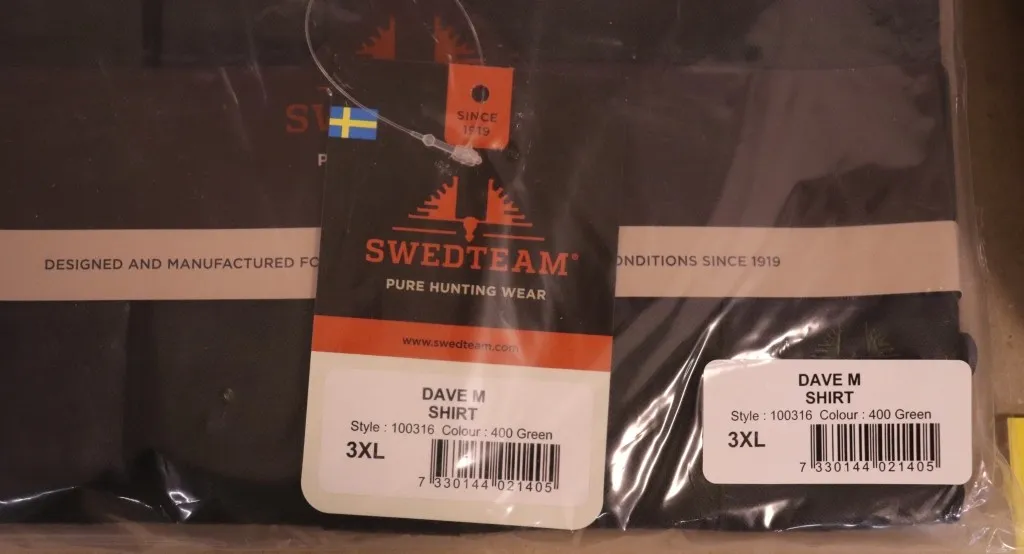 SW
P
SINCE
1919
SWEDTEAM®
PURE HUNTING WEAR
DESIGNED AND MANUFACTURED FO
ONDITIONS SINCE 1919
www.swedteam.com
DAVE M
SHIRT
Style : 100316 Colour : 400 Green
3XL
7 330144 021405
DAVE M
SHIRT
Style : 100316 Colour : 400 Green
3XL
7 330144 021405